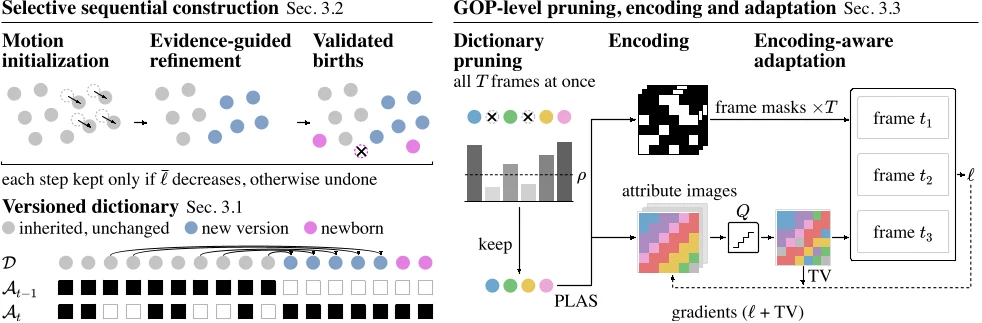 Selective sequential construction Sec. 3.2
Motion initialization
Evidence-guided refinement
Validated births
each step kept only if ℓ̅ decreases, otherwise undone
Versioned dictionary Sec. 3.1
inherited, unchanged
new version
newborn
𝒟
𝒜t−1
𝒜t
GOP-level pruning, encoding and adaptation Sec. 3.3
Dictionary pruning
all T frames at once
ρ
keep
PLAS
Encoding
frame masks ×T
attribute images
Q
TV
Encoding-aware adaptation
frame t1
frame t2
frame t3
ℓ
gradients (ℓ + TV)